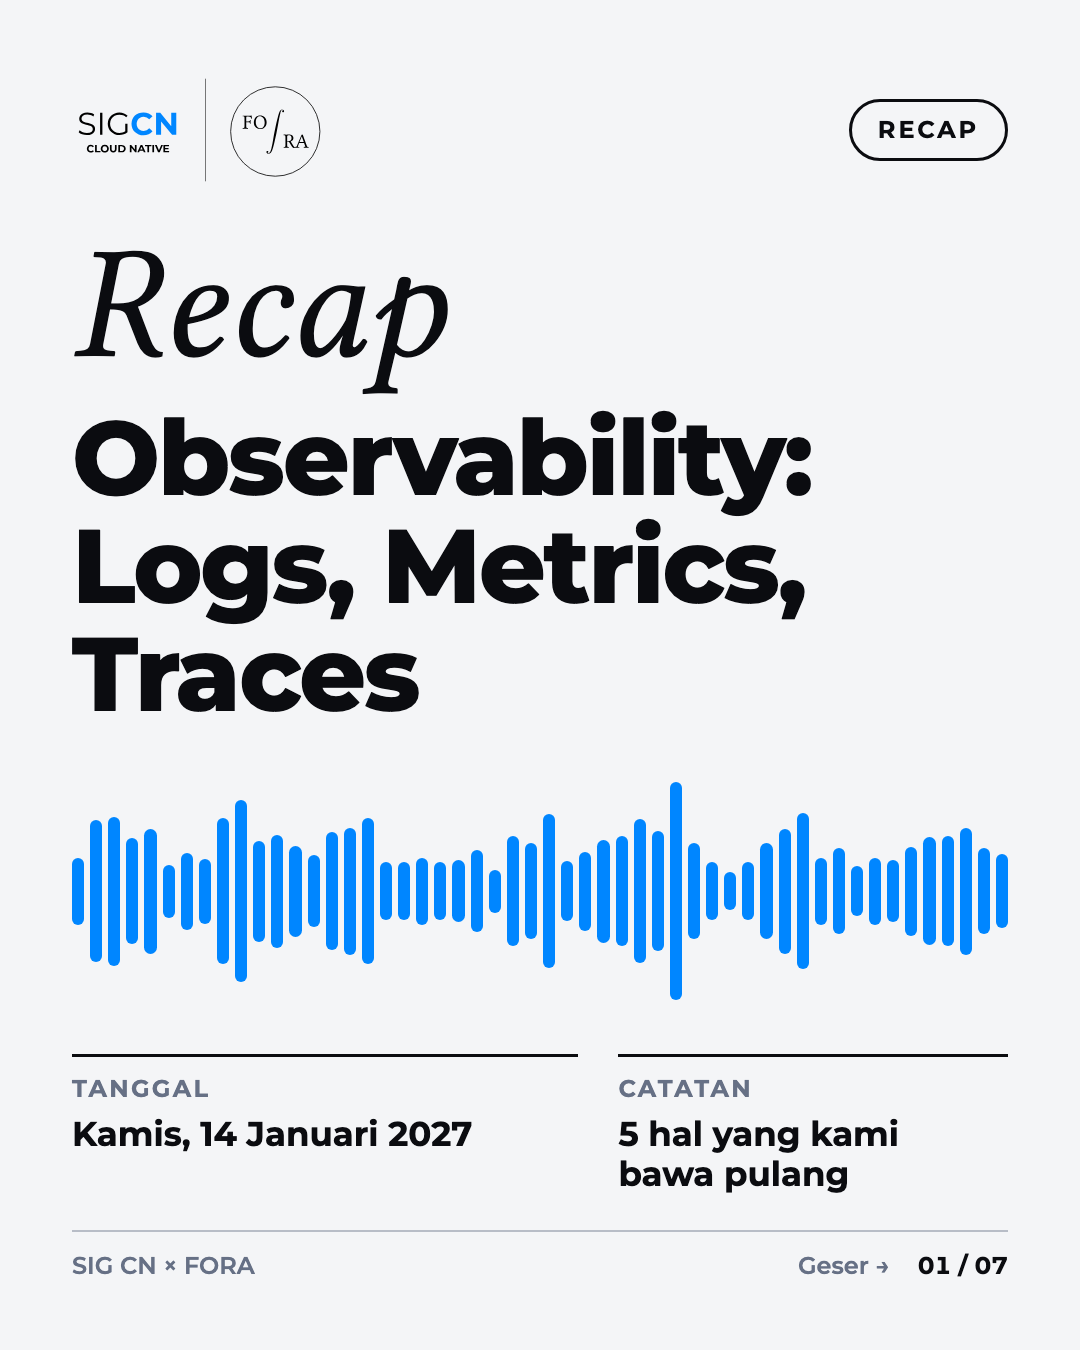 SIGCN
CLOUD NATIVE
FO RA
RECAP
Recap
Observability:
Logs, Metrics,
Traces
TANGGAL
Kamis, 14 Januari 2027
CATATAN
5 hal yang kami
bawa pulang
SIG CN × FORA
Geser → 01 / 07